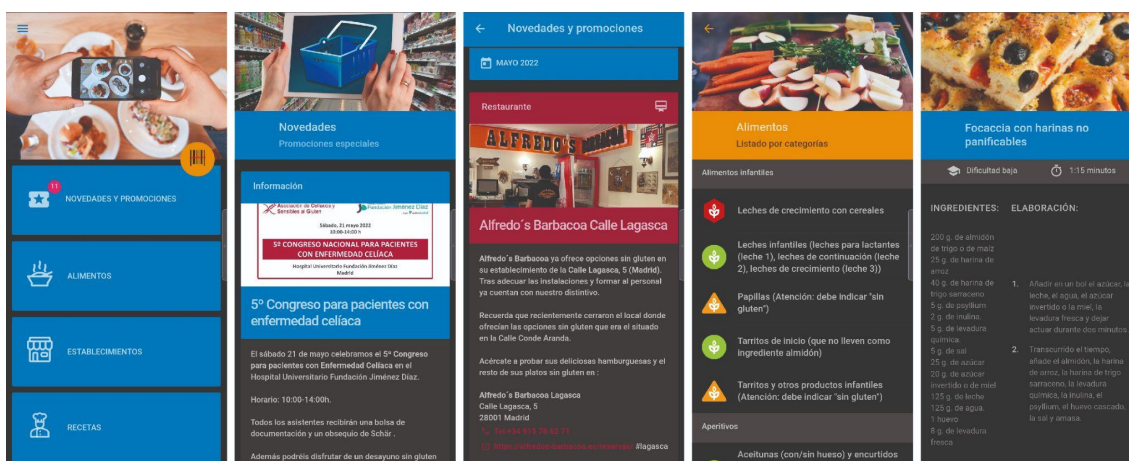 11
NOVEDADES Y PROMOCIONES
ALIMENTOS
ESTABLECIMIENTOS
RECETAS
Novedades
Promociones especiales
Información
Asociación de Celíacos y
Sensibles al Gluten
Fundación Jiménez Díaz
Sábado, 21 mayo 2022
10:00-14:00 h
5º CONGRESO NACIONAL PARA PACIENTES
CON ENFERMEDAD CELÍACA
Hospital Universitario Fundación Jiménez Díaz
Madrid
5º Congreso para pacientes con
enfermedad celíaca
El sábado 21 de mayo celebramos el 5º Congreso
para pacientes con Enfermedad Celíaca en el
Hospital Universitario Fundación Jiménez Díaz.
Horario: 10:00-14:00h.
Todos los asistentes recibirán una bolsa de
documentación y un obsequio de Schär .
Además podréis disfrutar de un desayuno sin gluten
Novedades y promociones
MAYO 2022
Restaurante
ALFREDO'S BARBACOA
Alfredo´s Barbacoa Calle Lagasca
Alfredo´s Barbacoa ya ofrece opciones sin gluten en
su establecimiento de la Calle Lagasca, 5 (Madrid).
Tras adecuar las instalaciones y formar al personal
ya cuentan con nuestro distintivo.
Recuerda que recientemente cerraron el local donde
ofrecían las opciones sin gluten que era el situado
en la Calle Conde Aranda.
Acércate a probar sus deliciosas hamburguesas y el
resto de sus platos sin gluten en :
Alfredo´s Barbacoa Lagasca
Calle Lagasca, 5
28001 Madrid
#lagasca
Alimentos
Listado por categorías
Alimentos infantiles
Leches de crecimiento con cereales
Leches infantiles (leches para lactantes
(leche 1), leches de continuación (leche
2), leches de crecimiento (leche 3))
Papillas (Atención: debe indicar "sin
gluten")
Tarritos de inicio (que no lleven como
ingrediente almidón)
Tarritos y otros productos infantiles
(Atención: debe indicar "sin gluten")
Aperitivos
Aceitunas (con/sin hueso) y encurtidos
Focaccia con harinas no
panificables
Dificultad baja
1:15 minutos
INGREDIENTES:
200 g. de almidón
de trigo o de maíz
25 g. de harina de
arroz
40 g. de harina de
trigo sarraceno
5 g. de psyllium
2 g. de inulina.
5 g. de levadura
química.
5 g. de sal
25 g. de azúcar
20 g. de azúcar
invertido o de miel
125 g. de leche
125 g. de agua.
1 huevo
8 g. de levadura
fresca
ELABORACIÓN:
1. Añadir en un bol el azúcar, la
leche, el agua, el azúcar
invertido o la miel, la
levadura fresca y dejar
actuar durante dos minutos.
2. Transcurrido el tiempo,
añade el almidón, la harina
de arroz, la harina de trigo
sarraceno, la levadura
química, la inulina, el
psyllium, el huevo cascado,
la sal y amasa.